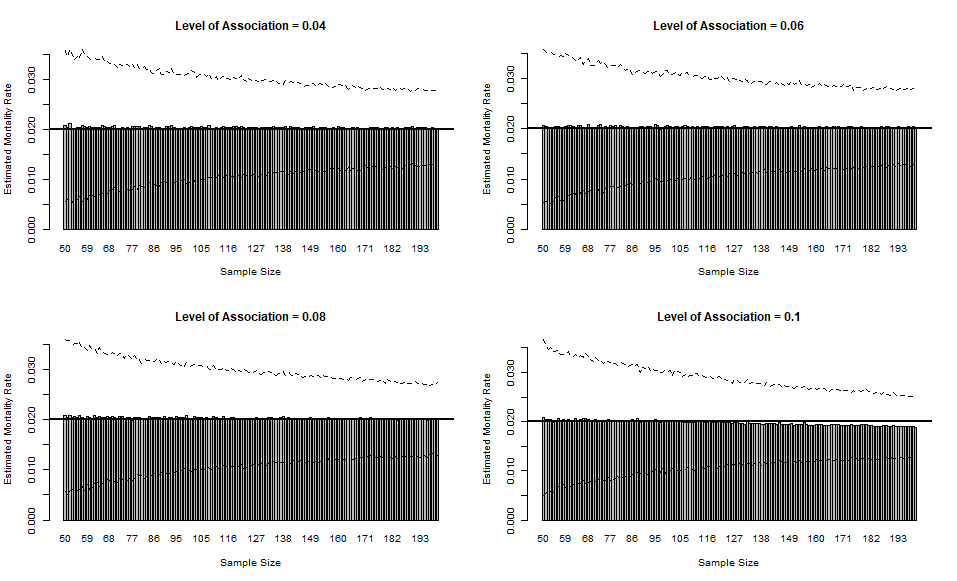 Level of Association = 0.04
Estimated Mortality Rate
0.000 0.010 0.020 0.030
50 59 68 77 86 95 105 116 127 138 149 160 171 182 193
Sample Size
Level of Association = 0.06
Estimated Mortality Rate
0.000 0.010 0.020 0.030
50 59 68 77 86 95 105 116 127 138 149 160 171 182 193
Sample Size
Level of Association = 0.08
Estimated Mortality Rate
0.000 0.010 0.020 0.030
50 59 68 77 86 95 105 116 127 138 149 160 171 182 193
Sample Size
Level of Association = 0.1
Estimated Mortality Rate
0.000 0.010 0.020 0.030
50 59 68 77 86 95 105 116 127 138 149 160 171 182 193
Sample Size